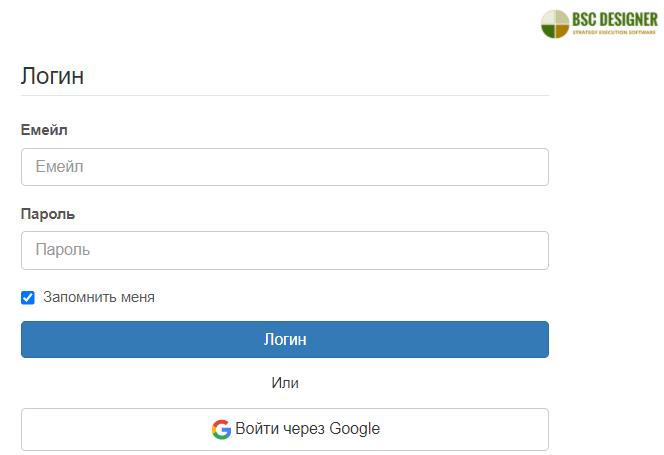 BSC DESIGNER
STRATEGY EXECUTION SOFTWARE
Логин
Емейл
Емейл
Пароль
Пароль
Запомнить меня
Логин
Или
Войти через Google